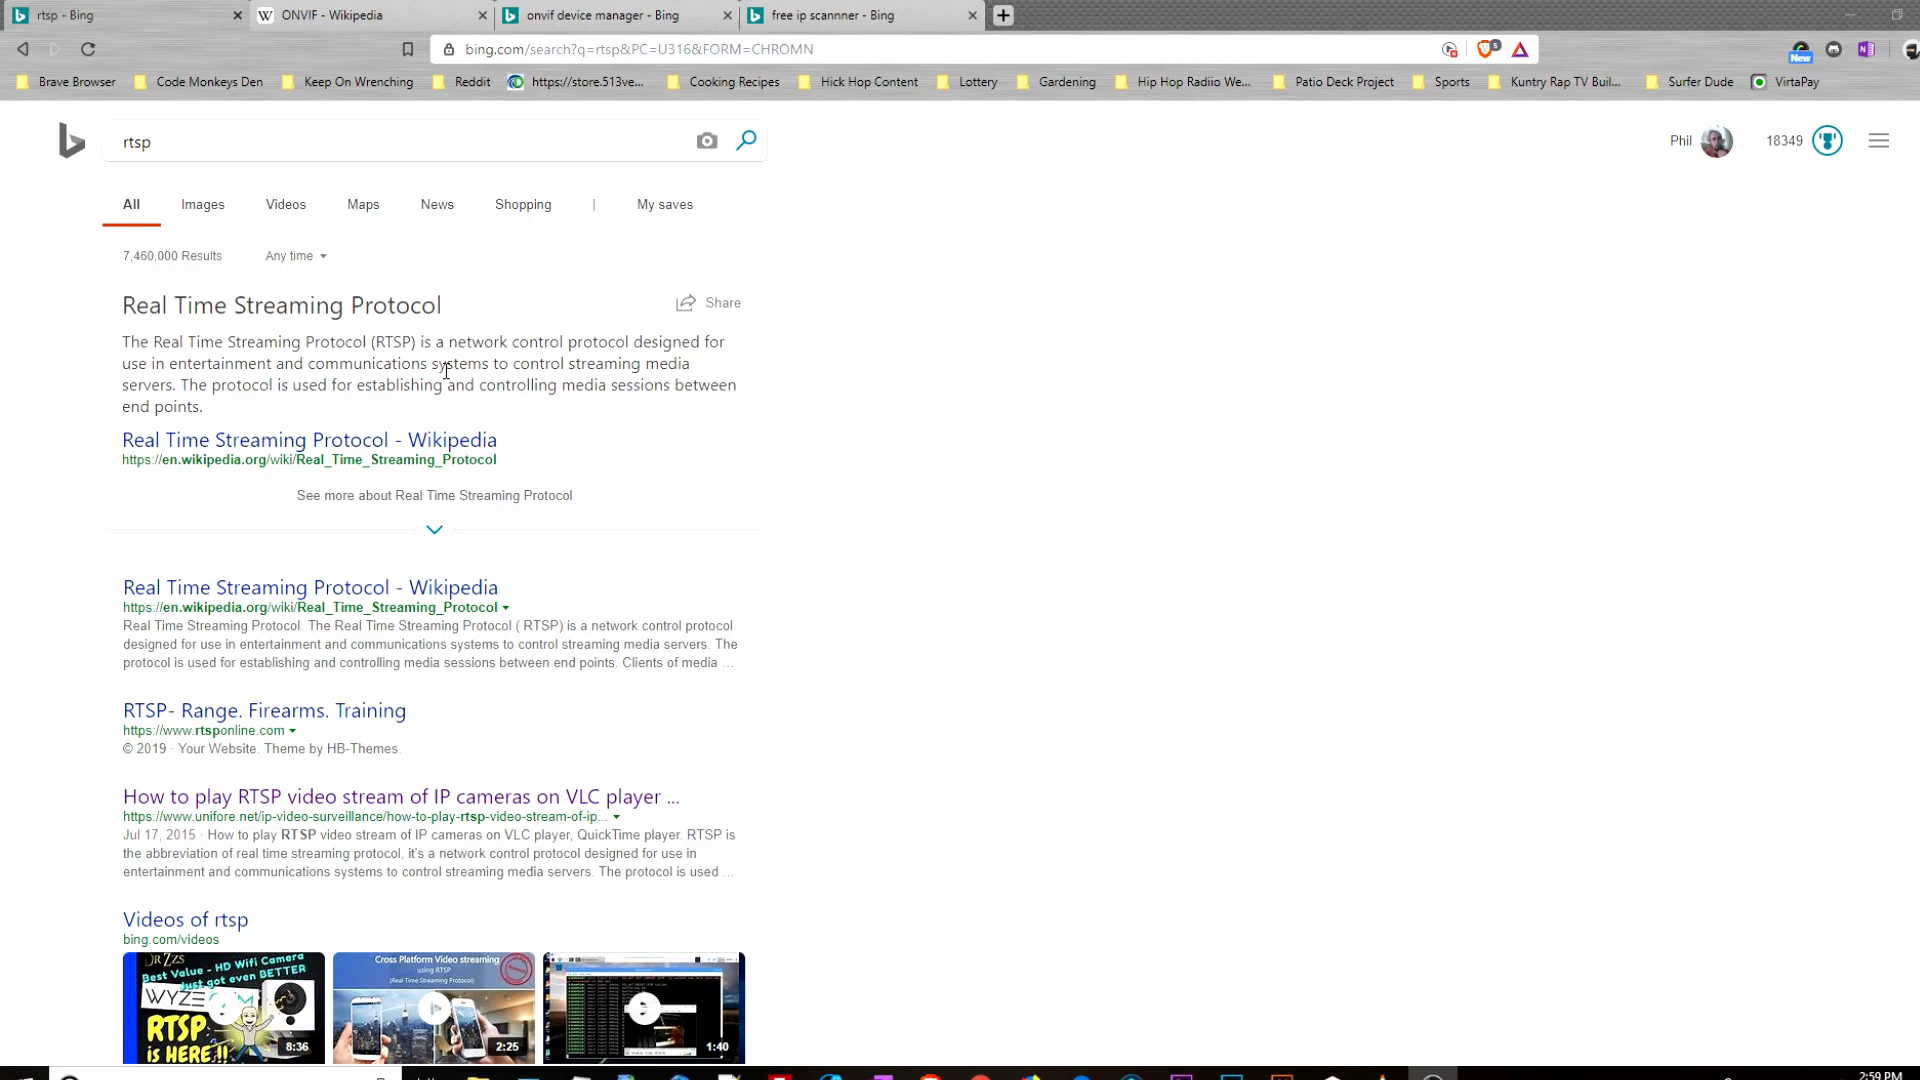 rtsp - Bing
ONVIF - Wikipedia
onvif device manager - Bing
free ip scannner - Bing
bing.com/search?q=rtsp&PC=U316&FORM=CHROMN
5
New
Brave Browser
Code Monkeys Den
Keep On Wrenching
Reddit
https://store.513ve...
Cooking Recipes
Hick Hop Content
Lottery
Gardening
Hip Hop Radiio We...
Patio Deck Project
Sports
Kuntry Rap TV Buil...
Surfer Dude
VirtaPay
rtsp
Phil
18349
All
Images
Videos
Maps
News
Shopping
|
My saves
7,460,000 Results
Any time
Real Time Streaming Protocol
Share
The Real Time Streaming Protocol (RTSP) is a network control protocol designed for
use in entertainment and communications systems to control streaming media
servers. The protocol is used for establishing and controlling media sessions between
end points.
Real Time Streaming Protocol - Wikipedia
https://en.wikipedia.org/wiki/Real_Time_Streaming_Protocol
See more about Real Time Streaming Protocol
Real Time Streaming Protocol - Wikipedia
https://en.wikipedia.org/wiki/Real_Time_Streaming_Protocol
Real Time Streaming Protocol. The Real Time Streaming Protocol ( RTSP) is a network control protocol
designed for use in entertainment and communications systems to control streaming media servers. The
protocol is used for establishing and controlling media sessions between end points. Clients of media ...
RTSP- Range. Firearms. Training
https://www.rtsponline.com
© 2019 · Your Website. Theme by HB-Themes.
How to play RTSP video stream of IP cameras on VLC player ...
https://www.unifore.net/ip-video-surveillance/how-to-play-rtsp-video-stream-of-ip...
Jul 17, 2015 · How to play RTSP video stream of IP cameras on VLC player, QuickTime player. RTSP is
the abbreviation of real time streaming protocol, it's a network control protocol designed for use in
entertainment and communications systems to control streaming media servers. The protocol is used ...
Videos of rtsp
bing.com/videos
DR ZZS
Best Value - HD Wifi Camera
Just got even BETTER
WYZE
RTSP
is HERE !!
8:36
Cross Platform Video streaming
using RTSP
(Real Time Streaming Protocol)
2:25
1:40
2:59 PM